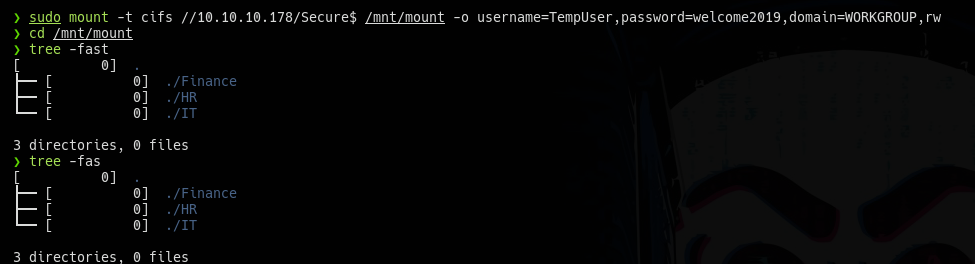 ❯ sudo mount -t cifs //10.10.10.178/Secure$ /mnt/mount -o username=TempUser,password=welcome2019,domain=WORKGROUP,rw
❯ cd /mnt/mount
❯ tree -fast
[          0]  .
├── [          0]  ./Finance
├── [          0]  ./HR
└── [          0]  ./IT
3 directories, 0 files
❯ tree -fas
[          0]  .
├── [          0]  ./Finance
├── [          0]  ./HR
└── [          0]  ./IT
3 directories, 0 files